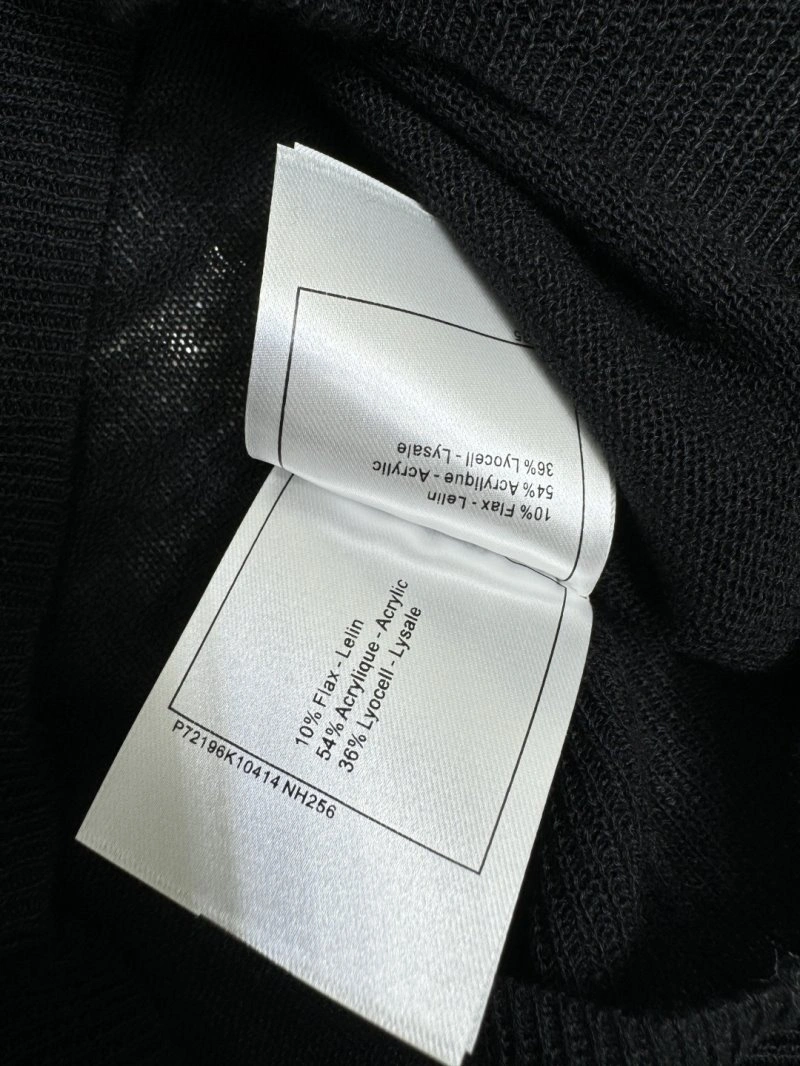 36% Lyocell - Lysale
54% Acryllque - Acrylic
10% Flax - Lelin
10% Flax - Lelin
54% Acrylique - Acrylic
36% Lyocell - Lysale
P72196K10414 NH256